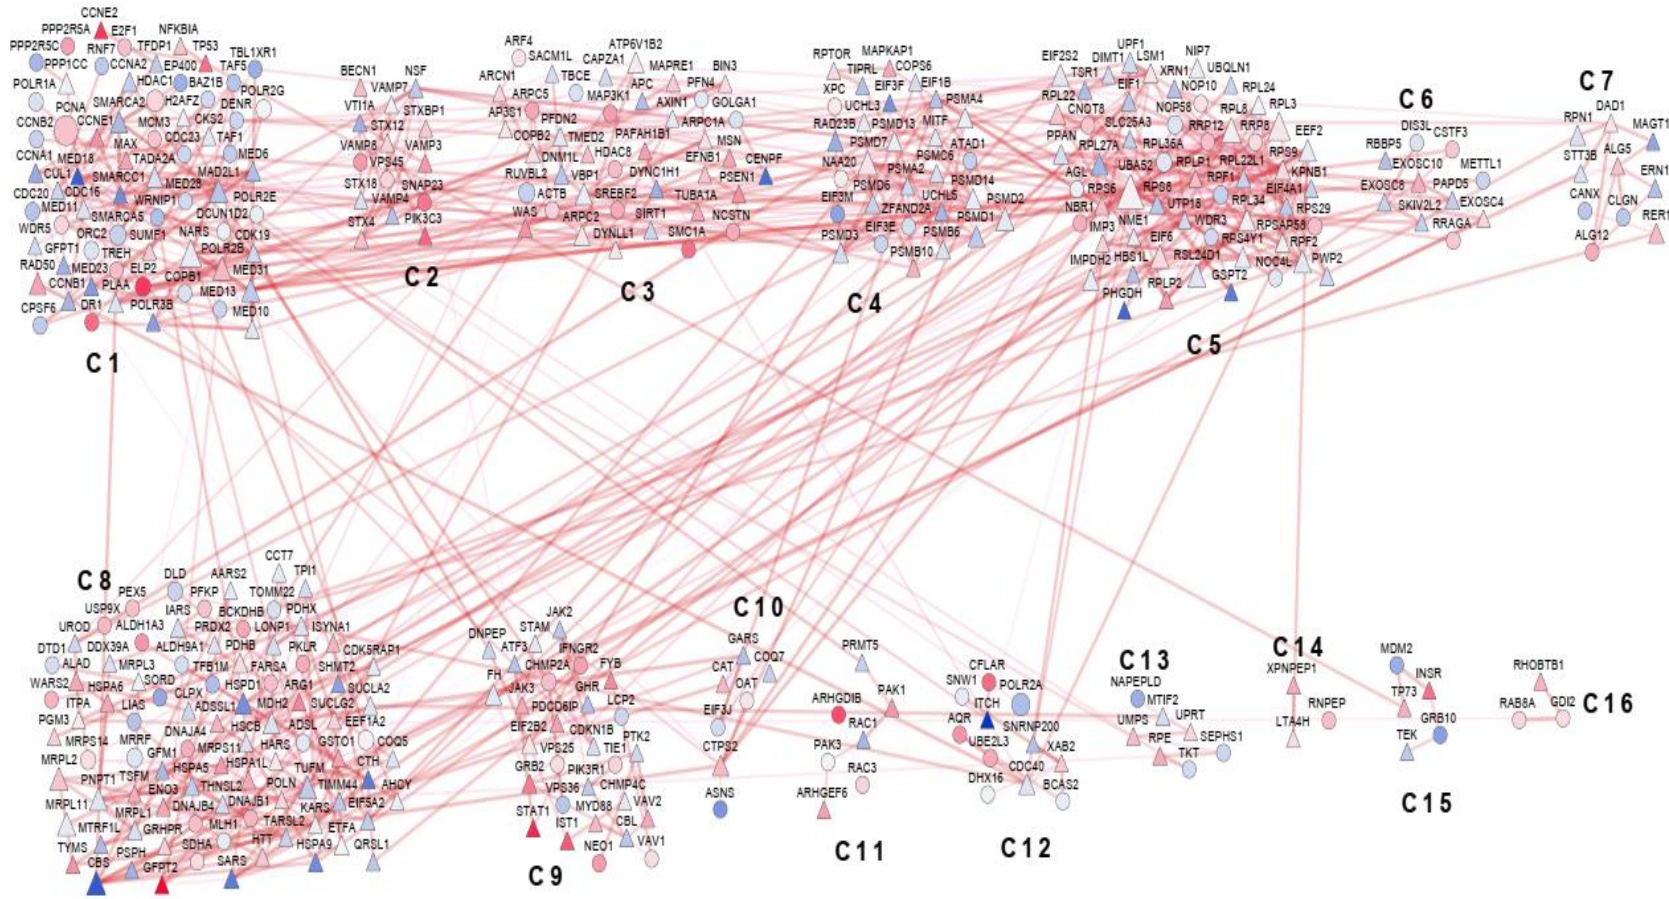 CCNE2
PPP2R5A E2F1 NFKBIA
PPP2R5C RNF7 TFDP1 TP53
PPP1CC CCNA2 EP400 TAF5 TBL1XR1
POLR1A HDAC1 BAZ1B POLR2G
PCNA SMARCA2 H2AFZ DENR
CCNB2 CCNE1 MCM3 CKS2
MAX CDC23 TAF1
CCNA1 MED18 TADA2A MED6
CUL1 SMARCC1 MED28 MAD2L1
CDC20 CDC16 WRNIP1 POLR2E
MED11 SMARCA5 DCUN1D2
WDR5 ORC2 SUMF1 NARS CDK19
GFPT1 TREH POLR2B
RAD50 MED23 ELP2 COPB1 MED31
CCNB1 PLAA MED13
CPSF6 DR1 POLR3B MED10
C1
BECN1 NSF
VAMP7
VTI1A STXBP1
STX12
VAMP8 VAMP3
VPS45
STX18 SNAP23
VAMP4
STX4 PIK3C3
C2
ARF4 ATP6V1B2
SACM1L CAPZA1
ARCN1 TBCE APC MAPRE1 BIN3
ARPC5 MAP3K1 PFN4
AP3S1 PFDN2 AXIN1 GOLGA1
COPB2 TMED2 PAFAH1B1 ARPC1A
DNM1L HDAC8 MSN
RUVBL2 VBP1 DYNC1H1 EFNB1 CENPF
ACTB SREBF2 TUBA1A PSEN1
WAS ARPC2 SIRT1 NCSTN
DYNLL1 SMC1A
C3
RPTOR MAPKAP1
TIPRL COPS6
XPC EIF3F EIF1B
UCHL3 PSMA4
RAD23B PSMD13 MITF
PSMD7 ATAD1
NAA20 PSMA2 PSMC6
PSMD6 PSMD14
EIF3M UCHL5 PSMD2
ZFAND2A PSMD1
PSMD3 EIF3E PSMB6
PSMB10
C4
UPF1
EIF2S2 DIMT1 LSM1 NIP7
TSR1 XRN1 UBQLN1
RPL22 EIF1 NOP10 RPL24
CNOT8 NOP58 RPL8 RPL3
PPAN SLC25A3 RRP12 RRP8 EEF2
RPL27A RPL36A RPS9
AGL UBA52 RPLP1 RPL22L1 KPNB1
RPS6 RPS8 RPF1 EIF4A1
NBR1 UTP18 RPL34 RPS29
IMP3 NME1 WDR3 RPSAP58
EIF6 RPS4Y1 RPF2
IMPDH2 HBS1L RSL24D1 NOC4L PWP2
PHGDH RPLP2 GSPT2
C5
C6
DIS3L CSTF3
RBBP5
EXOSC10 METTL1
EXOSC8 PAPD5
SKIV2L2 EXOSC4
RRAGA
C7
DAD1
RPN1 MAGT1
STT3B ALG5
ERN1
CANX CLGN
RER1
ALG12
C8
CCT7
DLD AARS2 TPI1
PEX5 PFKP TOMM22
USP9X IARS BCKDHB PDHX
UROD ALDH1A3 PRDX2 LONP1 ISYNA1
DTD1 DDX39A ALDH9A1 PDHB PKLR CDK5RAP1
ALAD MRPL3 TFB1M FARSA SHMT2
WARS2 HSPA6 SORD HSPD1 ARG1 SUCLA2
ITPA CLPX MDH2 SUCLG2
PGM3 LIAS ADSSL1 ADSL EEF1A2
MRPS14 MRRF DNAJA4 HSCB
MRPL2 GFM1 MRPS11 HARS GSTO1 COQ5
HSPA5 HSPA1L TUFM CTH
PNPT1 TSFM THNSL2 POLN TIMM44 AHCY
ENO3
MRPL11 MRPL1 DNAJB4 DNAJB1 KARS EIF5A2
MTRF1L GRHPR MLH1 TARSL2 ETFA
TYMS PSPH SDHA HTT HSPA9 QRSL1
CBS GFPT2 SARS
JAK2
DNPEP STAM
ATF3 IFNGR2
FH CHMP2A FYB
JAK3 GHR LCP2
PDCD6IP
EIF2B2 CDKN1B PTK2
VPS25 TIE1
GRB2 PIK3R1 CHMP4C
VPS36 MYD88 VAV2
STAT1 IST1 CBL VAV1
NEO1
C9
C10
GARS
CAT COQ7
OAT
EIF3J
CTPS2
ASNS
PRMT5
PAK1
ARHGDIB
RAC1
PAK3
RAC3
ARHGEF6
C11
CFLAR
SNW1 POLR2A
ITCH
AQR SNRNP200
UBE2L3 XAB2
CDC40
DHX16 BCAS2
C12
C13
NAPEPLD
MTIF2
UMPS UPRT
RPE SEPHS1
TKT
C14
XPNPEP1
RNPEP
LTA4H
MDM2
INSR
TP73
GRB10
TEK
C15
RHOBTB1
RAB8A GDI2 C16